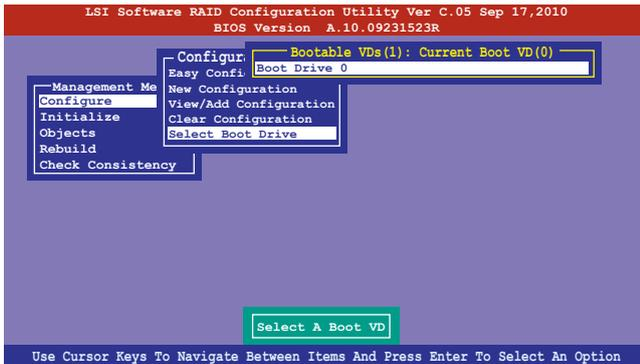 LSI Software RAID Configuration Utility Ver C.05 Sep 17,2010
BIOS Version A.10.09231523R
Bootable VDs(1): Current Boot VD(0)
Boot Drive 0
Configura
Easy Confi
New Configuration
View/Add Configuration
Clear Configuration
Select Boot Drive
Management Me
Configure
Initialize
Objects
Rebuild
Check Consistency
Select A Boot VD
Use Cursor Keys To Navigate Between Items And Press Enter To Select An Option